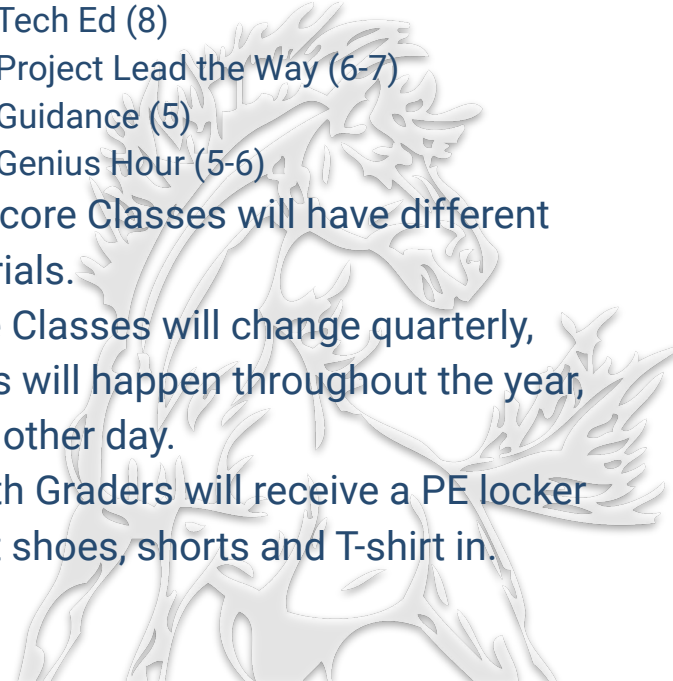 Tech Ed (8)
Project Lead the Way (6-7)
Guidance (5)
Genius Hour (5-6)
core Classes will have different
rials.
Classes will change quarterly,
s will happen throughout the year,
other day.
th Graders will receive a PE locker
t shoes, shorts and T-shirt in.